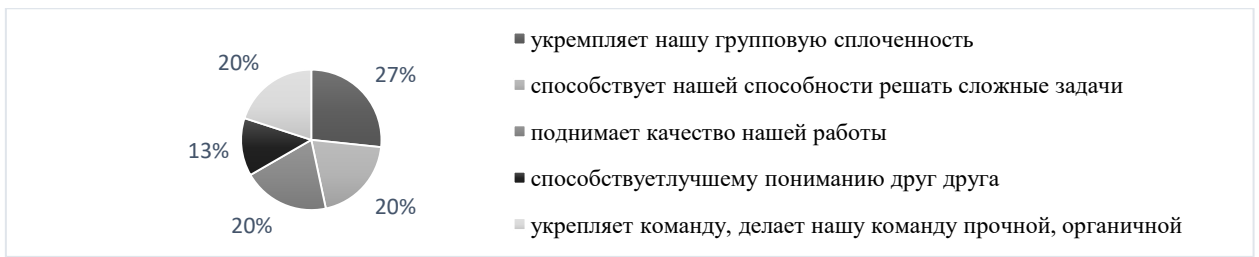 20%
27%
13%
20%
20%
укремпляет нашу групповую сплоченность
способствует нашей способности решать сложные задачи
поднимает качество нашей работы
способствуетлучшему пониманию друг друга
укрепляет команду, делает нашу команду прочной, органичной